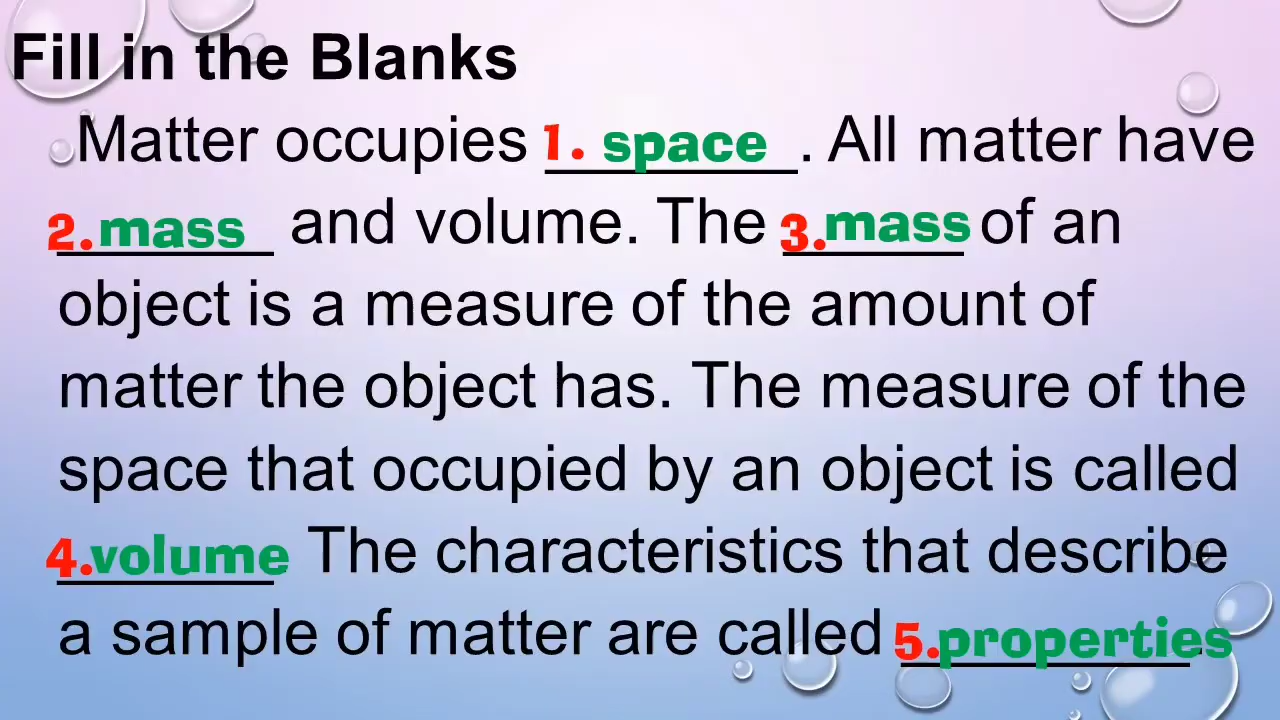 Fill in the Blanks
Matter occupies 1. space. All matter have
2. mass and volume. The 3. mass of an
object is a measure of the amount of
matter the object has. The measure of the
space that occupied by an object is called
4. volume The characteristics that describe
a sample of matter are called 5. properties.